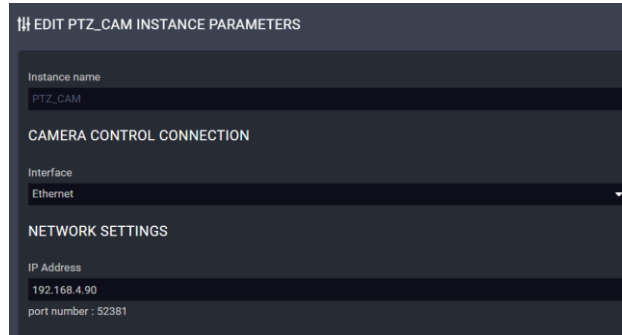 EDIT PTZ_CAM INSTANCE PARAMETERS
Instance name
PTZ_CAM
CAMERA CONTROL CONNECTION
Interface
Ethernet
NETWORK SETTINGS
IP Address
192.168.4.90
port number : 52381